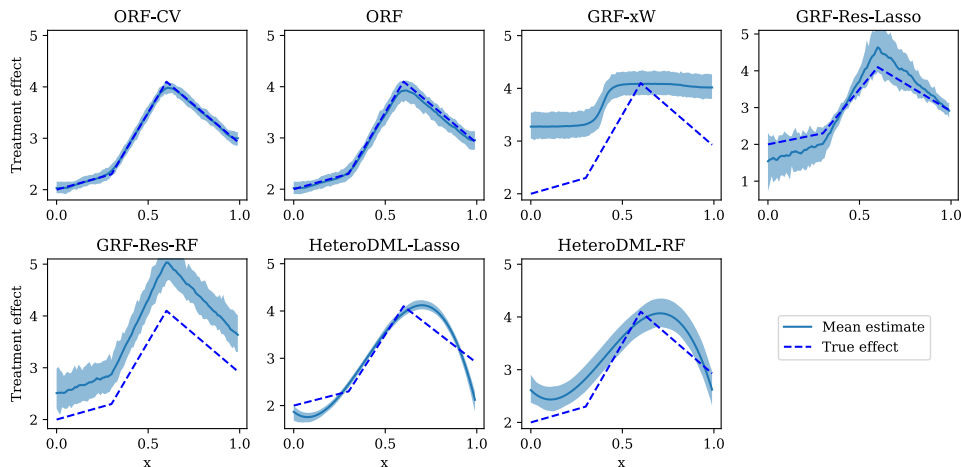 ORF-CV
ORF
GRF-xW
GRF-Res-Lasso
Treatment effect
5
4
3
2
0.0 0.5 1.0
5
4
3
2
0.0 0.5 1.0
5
4
3
2
0.0 0.5 1.0
5
4
3
2
1
0.0 0.5 1.0
GRF-Res-RF
HeteroDML-Lasso
HeteroDML-RF
Treatment effect
5
4
3
2
0.0 0.5 1.0
x
5
4
3
2
0.0 0.5 1.0
x
5
4
3
2
0.0 0.5 1.0
x
Mean estimate
True effect